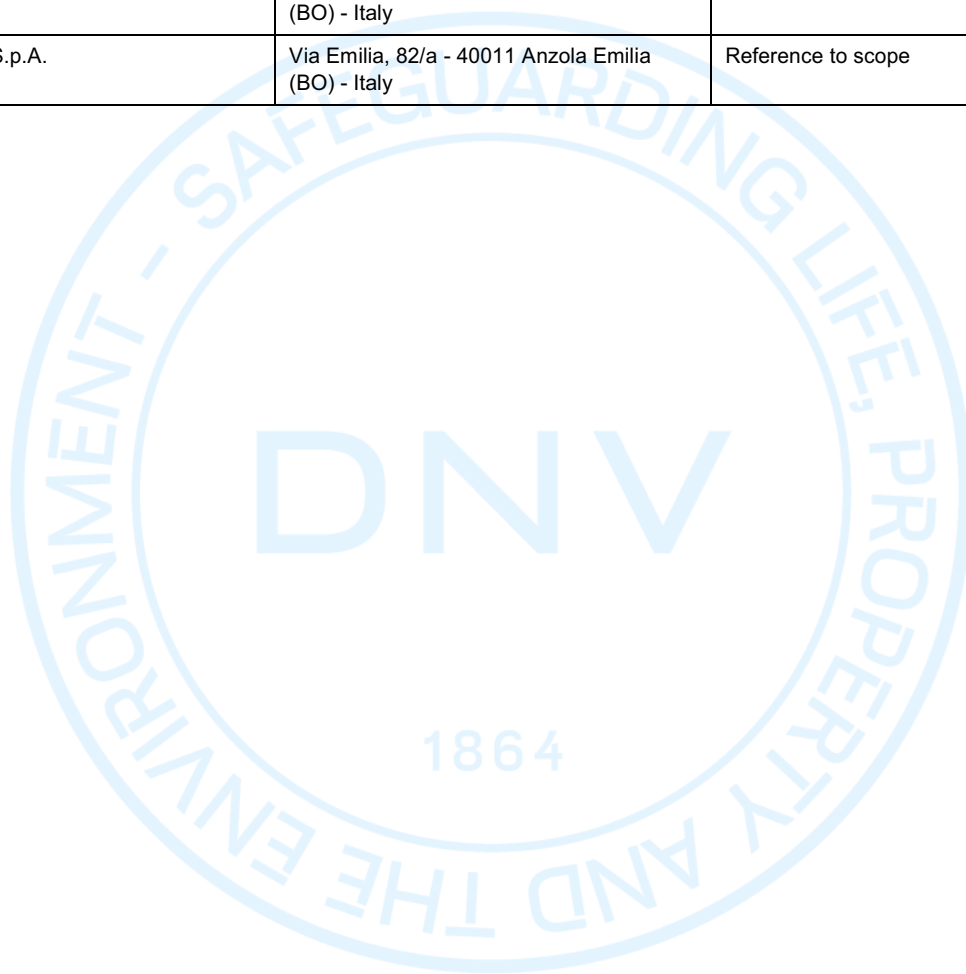 (BO) - Italy
S.p.A.
Via Emilia, 82/a - 40011 Anzola Emilia
(BO) - Italy
Reference to scope
SAFEGUARDING LIFE, PROPERTY AND THE ENVIRONMENT -
DNV
1864